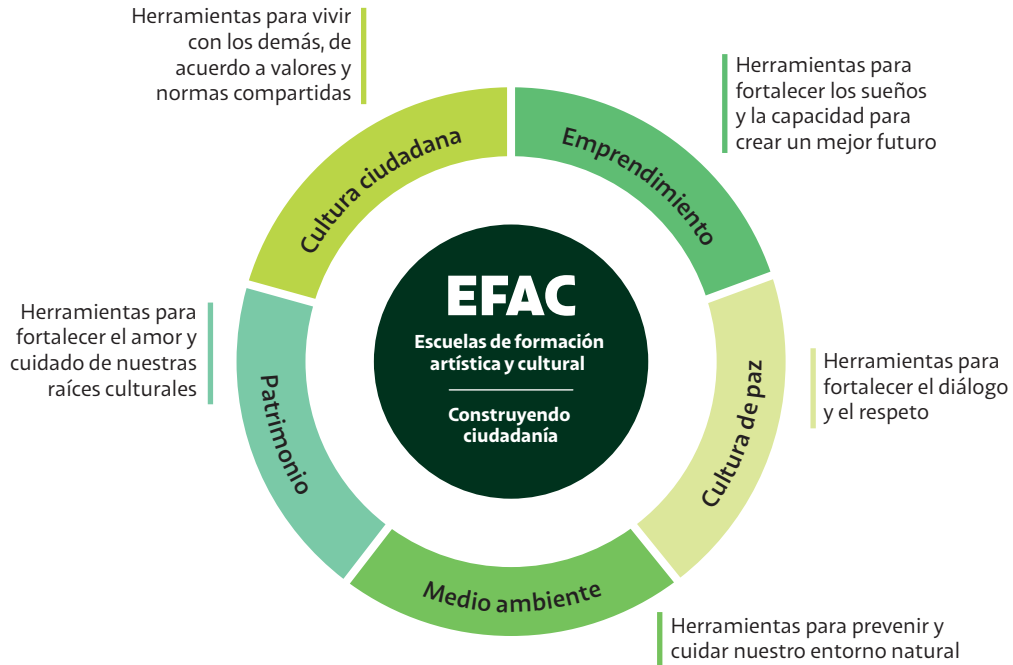 Herramientas para vivir
con los demás, de
acuerdo a valores y
normas compartidas
Cultura ciudadana
Herramientas para
fortalecer los sueños
y la capacidad para
crear un mejor futuro
Emprendimiento
Herramientas para
fortalecer el diálogo
y el respeto
Cultura de paz
Herramientas para prevenir y
cuidar nuestro entorno natural
Medio ambiente
Herramientas para
fortalecer el amor y
cuidado de nuestras
raíces culturales
Patrimonio
EFAC
Escuelas de formación
artística y cultural
Construyendo
ciudadanía